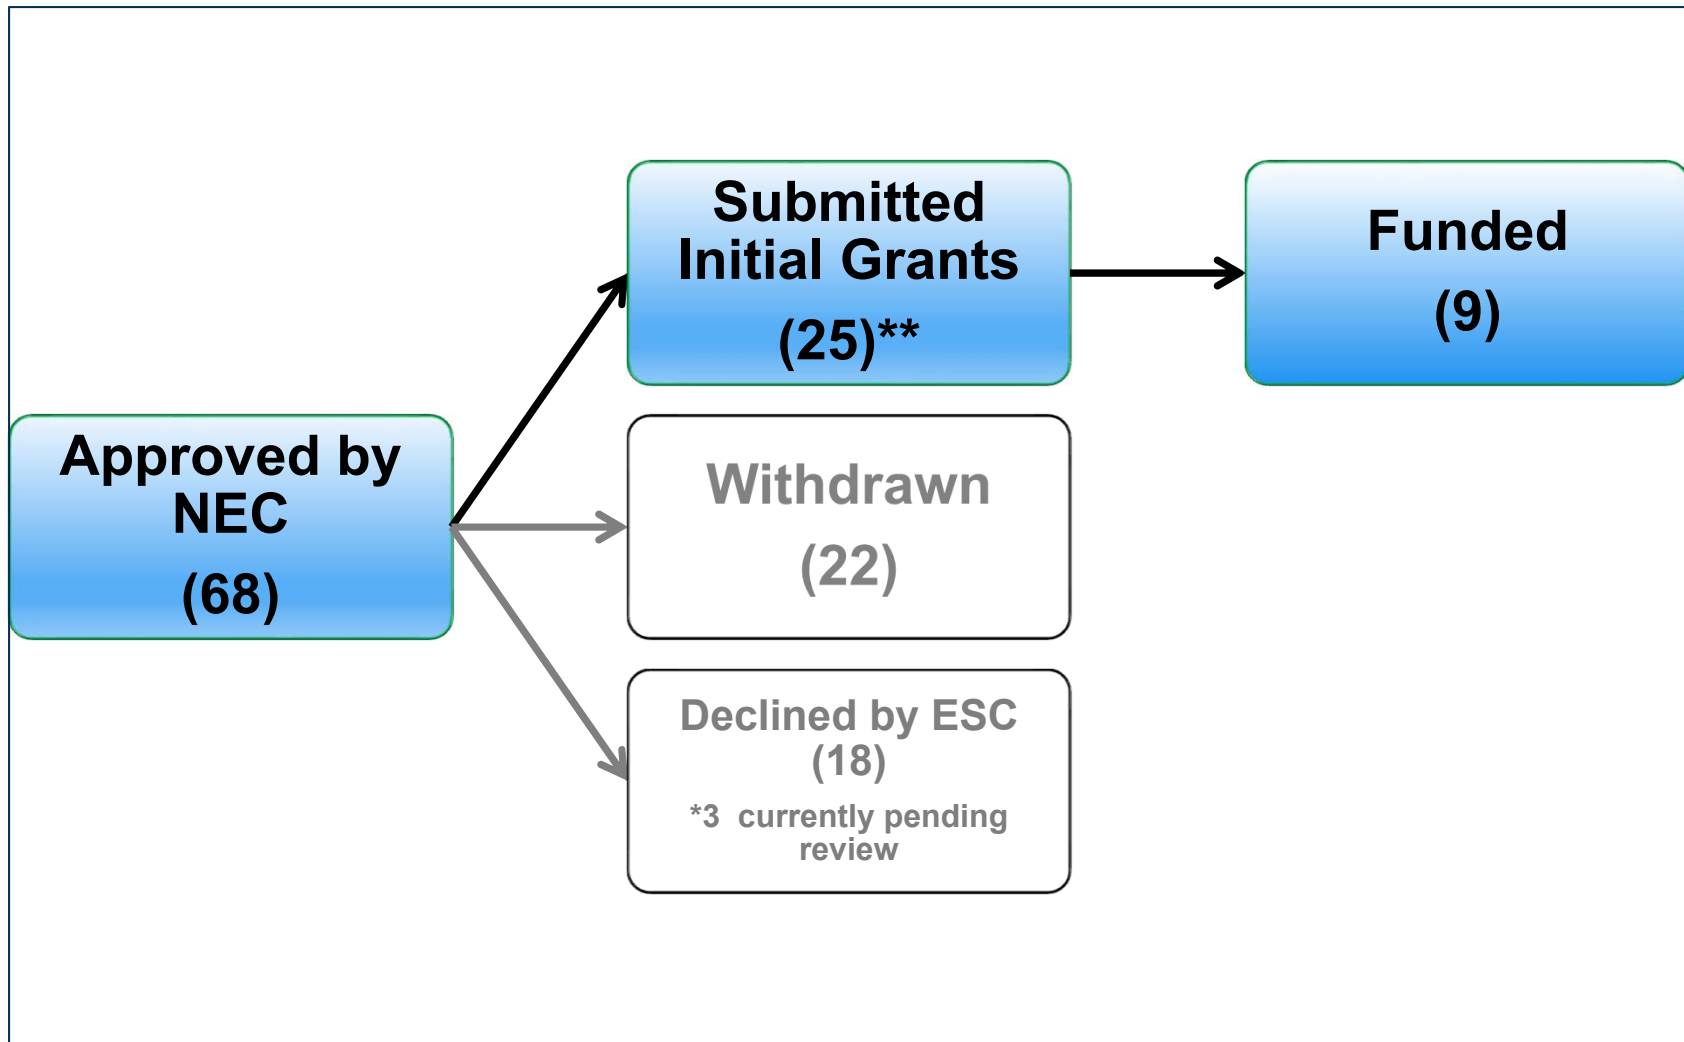 Approved by
NEC
(68)
Submitted
Initial Grants
(25)**
Funded
(9)
Withdrawn
(22)
Declined by ESC
(18)
*3 currently pending
review